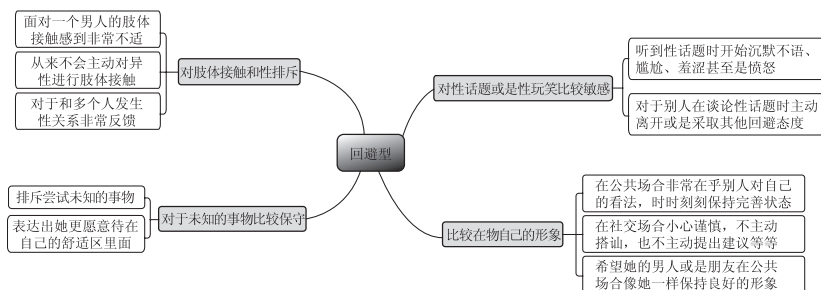 面对一个男人的肢体
接触感到非常不适
从来不会主动对异
性进行肢体接触
对于和多个人发生
性关系非常反馈
对肢体接触和性排斥
排斥尝试未知的事物
表达出她更愿意待在
自己的舒适区里面
对于未知的事物比较保守
回避型
对性话题或是性玩笑比较敏感
听到性话题时开始沉默不语、
尴尬、羞涩甚至是愤怒
对于别人在谈论性话题时主动
离开或是采取其他回避态度
比较在物自己的形象
在公共场合非常在乎别人对自己
的看法，时时刻刻保持完善状态
在社交场合小心谨慎，不主动
搭讪，也不主动提出建议等等
希望她的男人或是朋友在公共
场合像她一样保持良好的形象